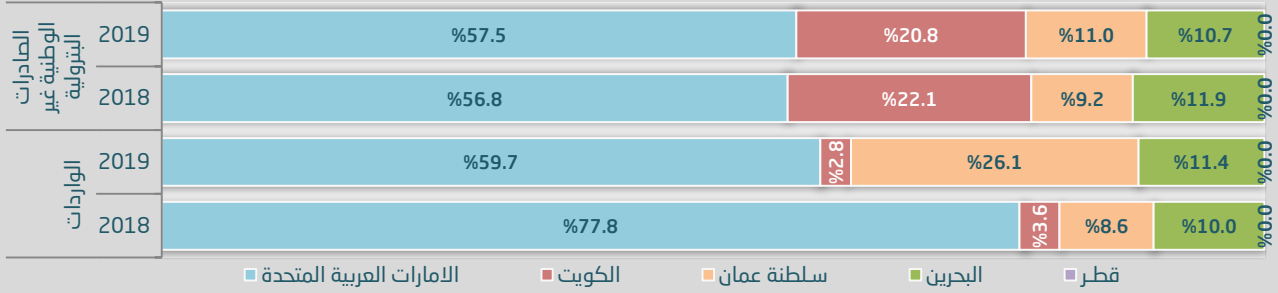 الصادرات
الوطنية غير
البترولية
2019
%57.5
%20.8
%11.0
%10.7
%0.0
2018
%56.8
%22.1
%9.2
%11.9
%0.0
الواردات
2019
%59.7
%2.8
%26.1
%11.4
%0.0
2018
%77.8
%3.6
%8.6
%10.0
%0.0
الامارات العربية المتحدة
الكويت
سلطنة عمان
البحرين
قطر